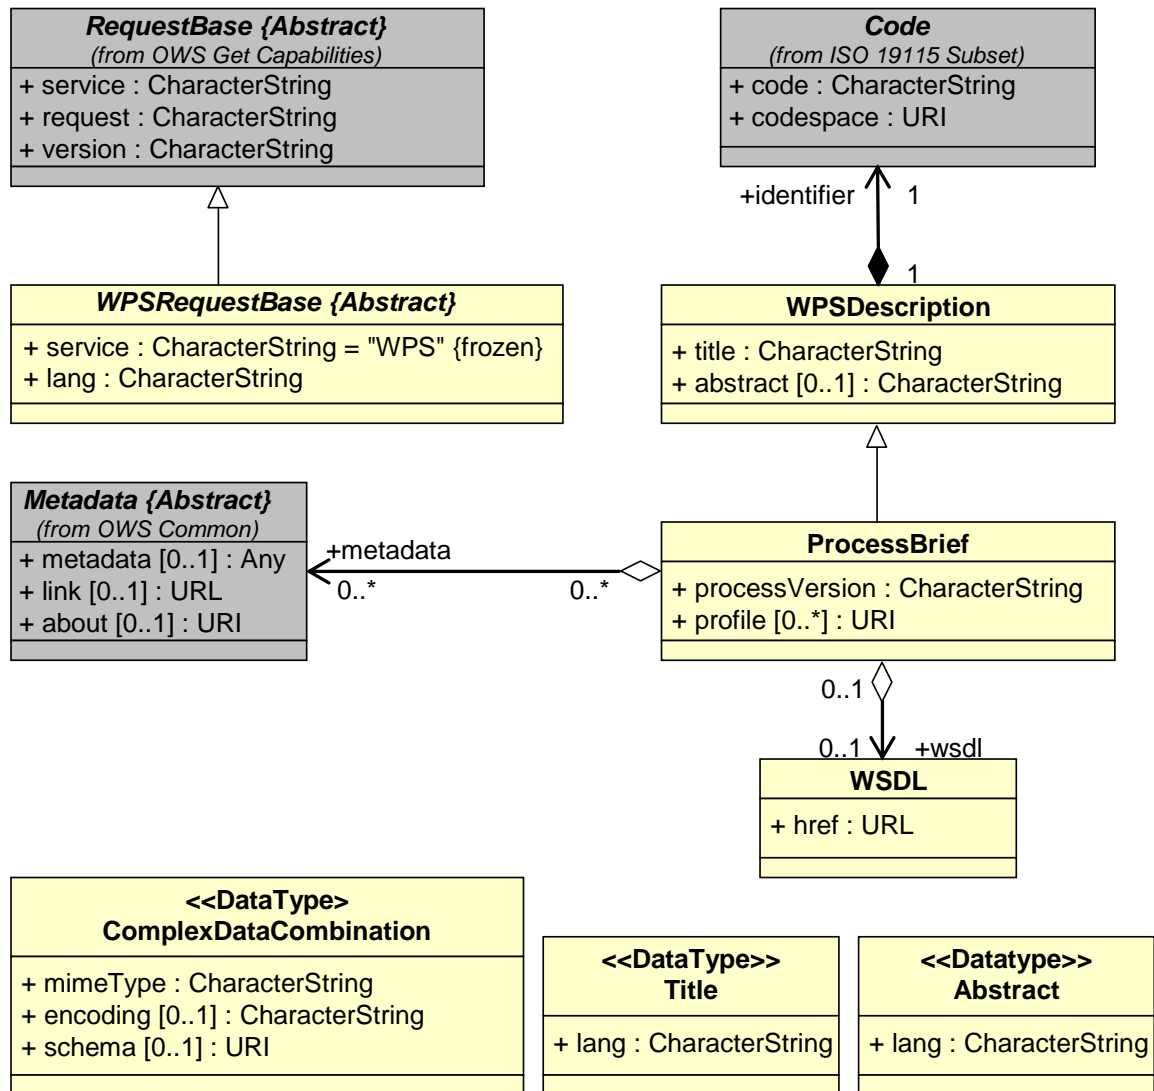 RequestBase {Abstract}
(from OWS Get Capabilities)
+ service : CharacterString
+ request : CharacterString
+ version : CharacterString
Code
(from ISO 19115 Subset)
+ code : CharacterString
+ codespace : URI
+identifier 1
1
WPSRequestBase {Abstract}
+ service : CharacterString = "WPS" {frozen}
+ lang : CharacterString
WPSDescription
+ title : CharacterString
+ abstract [0..1] : CharacterString
Metadata {Abstract}
(from OWS Common)
+ metadata [0..1] : Any
+ link [0..1] : URL
+ about [0..1] : URI
+metadata
0..* 0..*
ProcessBrief
+ processVersion : CharacterString
+ profile [0..*] : URI
0..1
0..1 +wsdl
WSDL
+ href : URL
<<DataType>
ComplexDataCombination
+ mimeType : CharacterString
+ encoding [0..1] : CharacterString
+ schema [0..1] : URI
<<DataType>>
Title
+ lang : CharacterString
<<Datatype>>
Abstract
+ lang : CharacterString